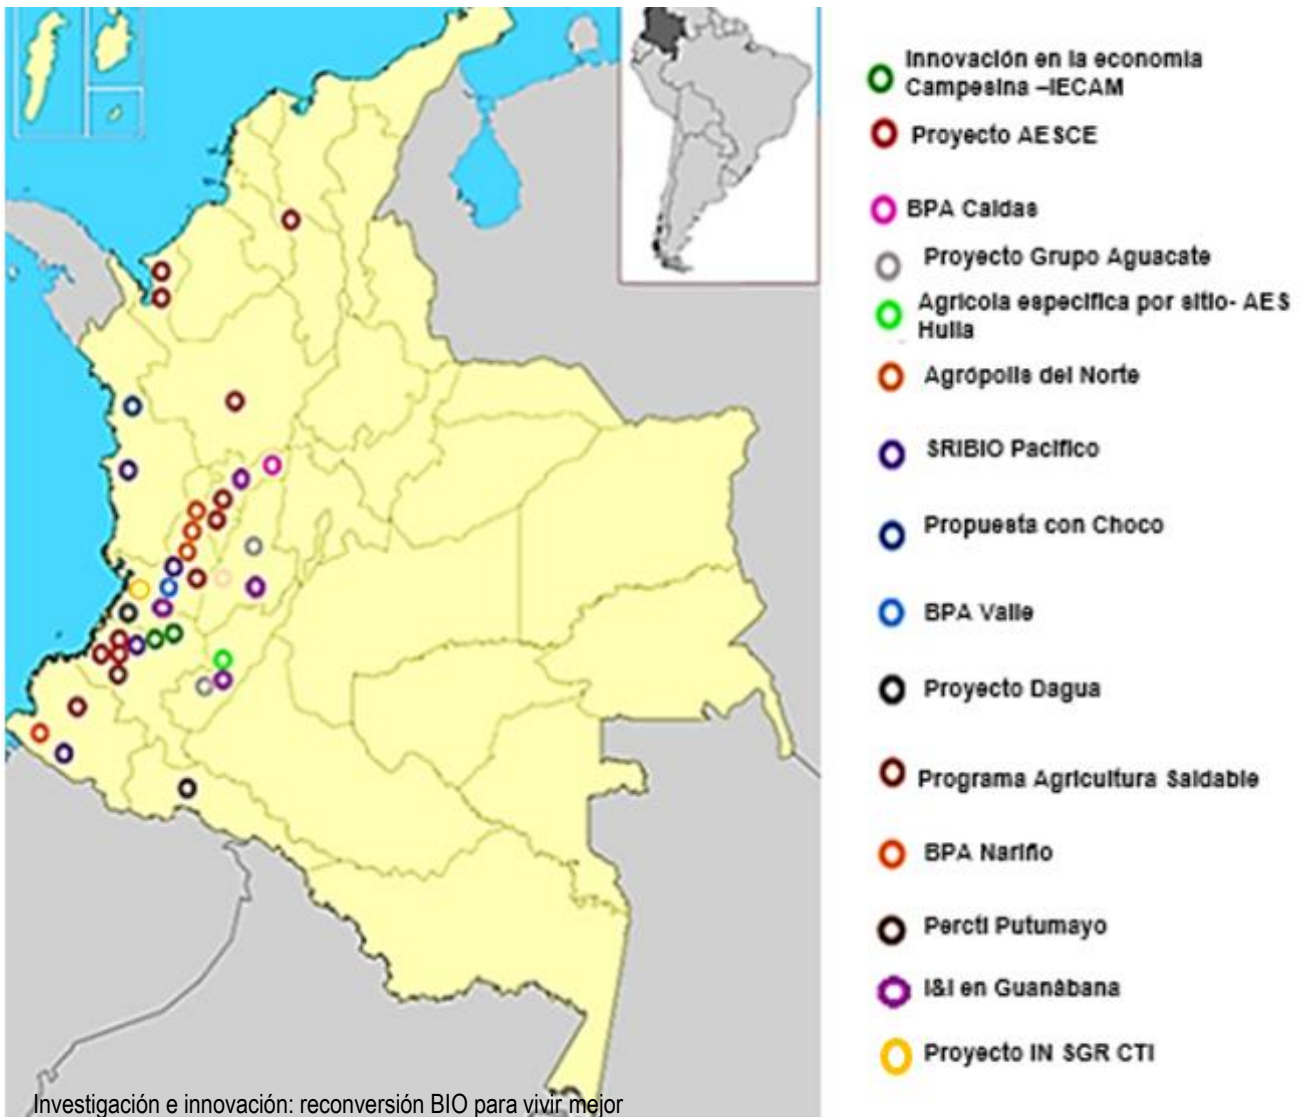 Innovación en la economia
Campesina –IECAM
Proyecto AESCE
BPA Caldas
Proyecto Grupo Aguacate
Agricola especifica por sitio- AES
Huila
Agrópolis del Norte
SRIBIO Pacifico
Propuesta con Choco
BPA Valle
Proyecto Dagua
Programa Agricultura Saldable
BPA Nariño
Percti Putumayo
I&I en Guanábana
Proyecto IN SGR CTI
Investigación e innovación: reconversión BIO para vivir mejor